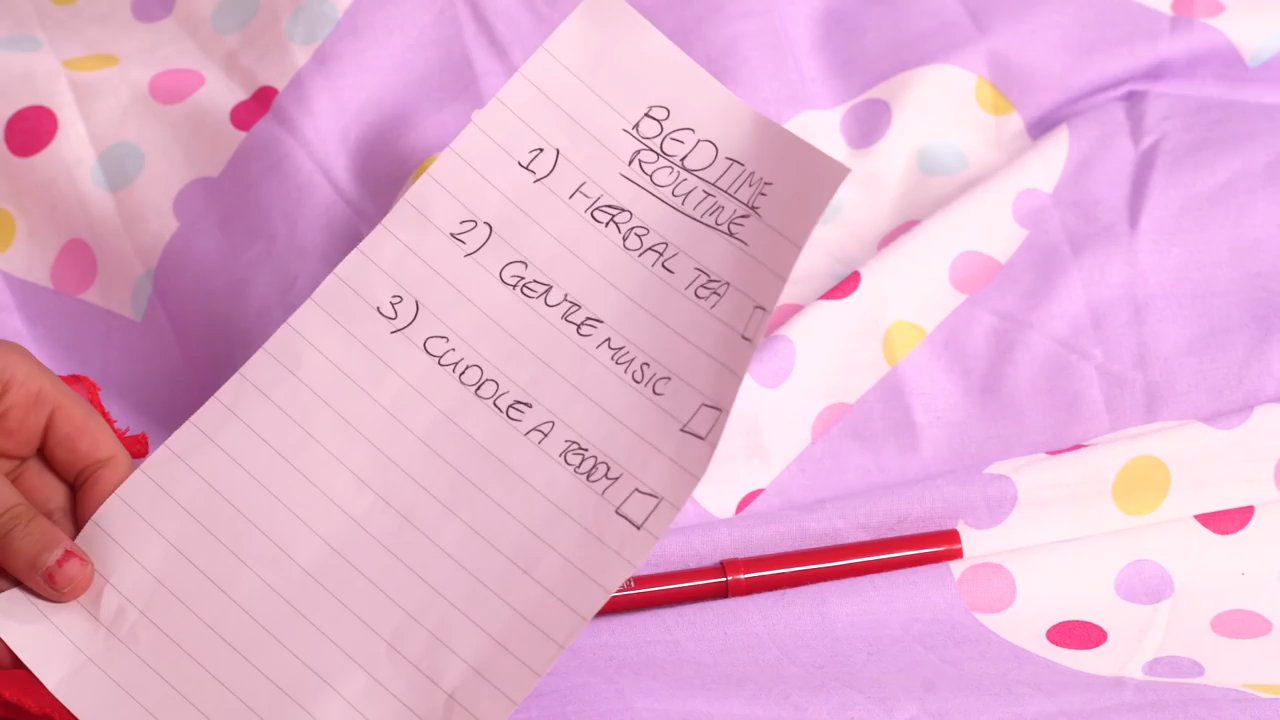 BEDTIME
ROUTINE
1) HERBAL TEA
2) GENTLE MUSIC
3) CUDDLE A TEDDY